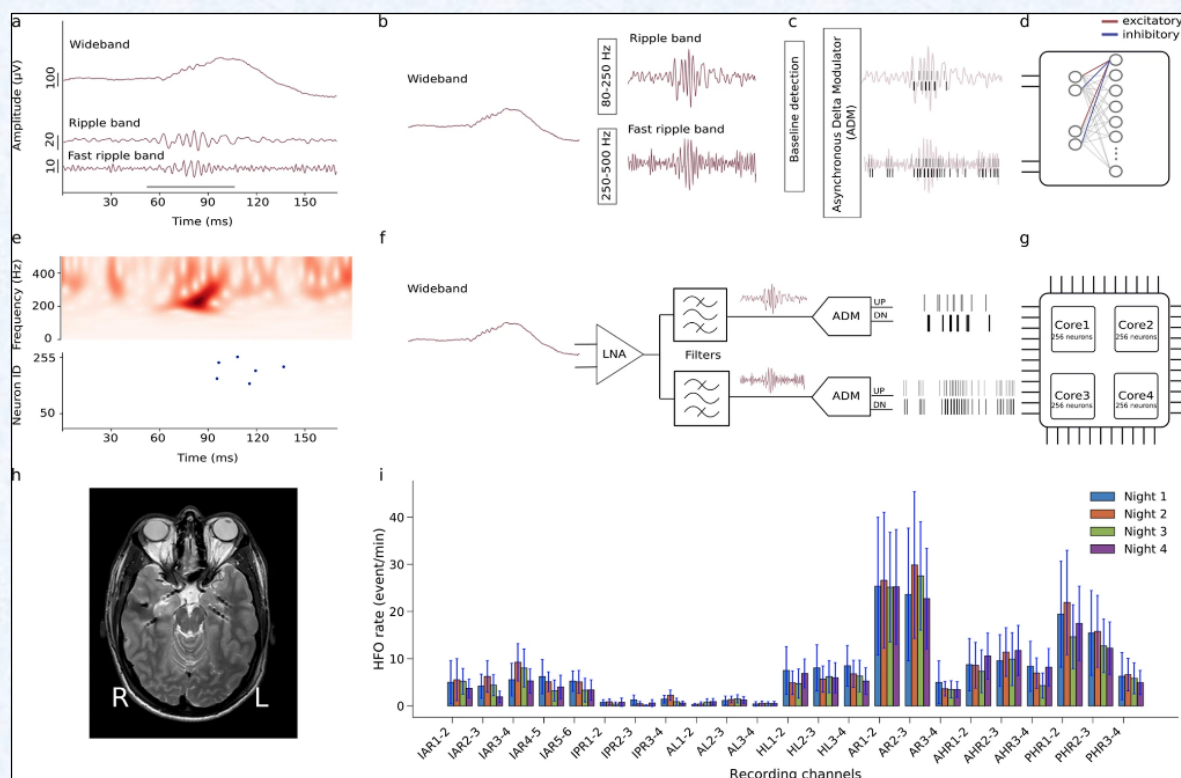 a
Wideband
Amplitude (µV)
100
Ripple band
20
Fast ripple band
10
30
60
90
120
150
Time (ms)
b
Wideband
80-250 Hz
250-500 Hz
Ripple band
Fast ripple band
c
Baseline detection
Asynchronous Delta Modulator
(ADM)
d
excitatory
inhibitory
e
Frequency (Hz)
400
200
0
Neuron ID
255
50
30
60
90
120
150
Time (ms)
f
Wideband
LNA
Filters
ADM
UP
DN
ADM
UP
DN
g
Core1
256 neurons
Core2
256 neurons
Core3
256 neurons
Core4
256 neurons
h
R
L
i
Night 1
Night 2
Night 3
Night 4
HFO rate (event/min)
40
30
20
10
0
IAR1-2
IAR2-3
IAR3-4
IAR4-5
IAR5-6
IPR1-2
IPR2-3
IPR3-4
AL1-2
AL2-3
AL3-4
HL1-2
HL2-3
HL3-4
AR1-2
AR2-3
AR3-4
AHR1-2
AHR2-3
AHR3-4
PHR1-2
PHR2-3
PHR3-4
Recording channels